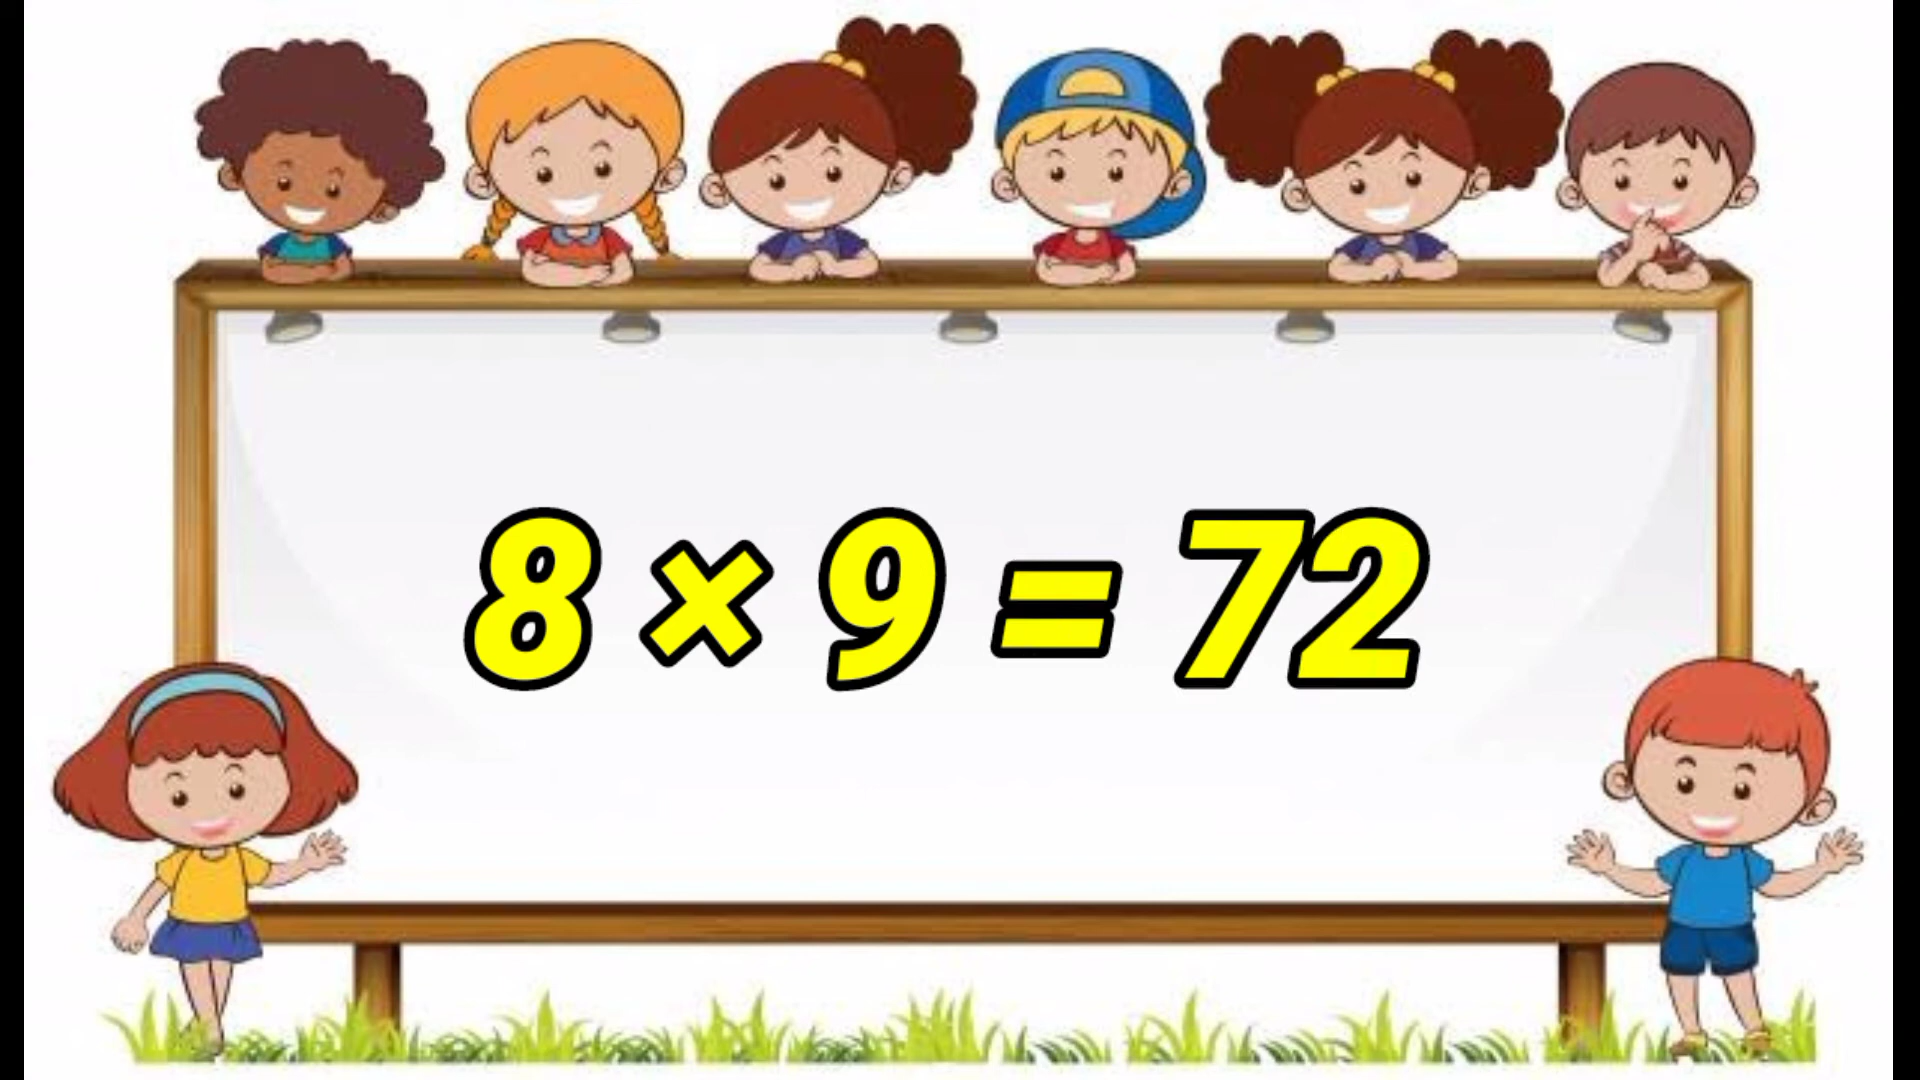 8 × 9 = 72